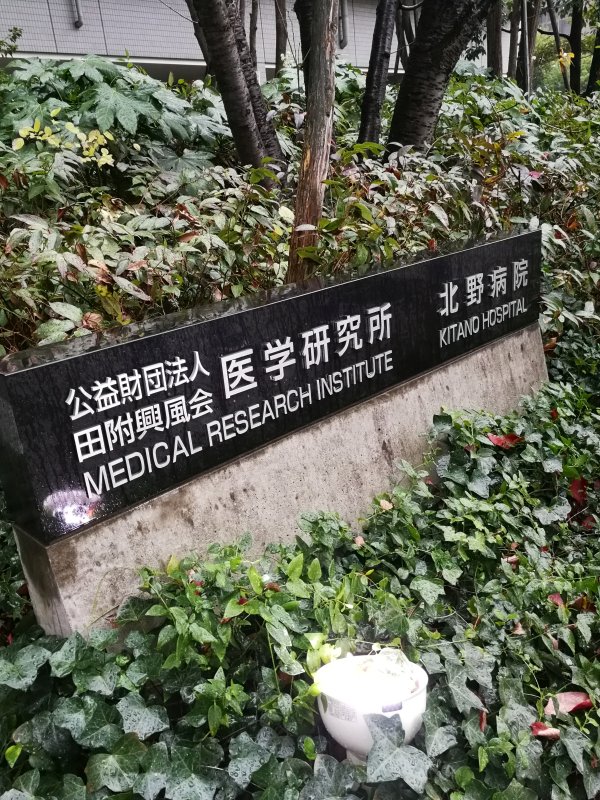 公益財団法人
田附興風会
医学研究所
MEDICAL RESEARCH INSTITUTE
北野病院
KITANO HOSPITAL